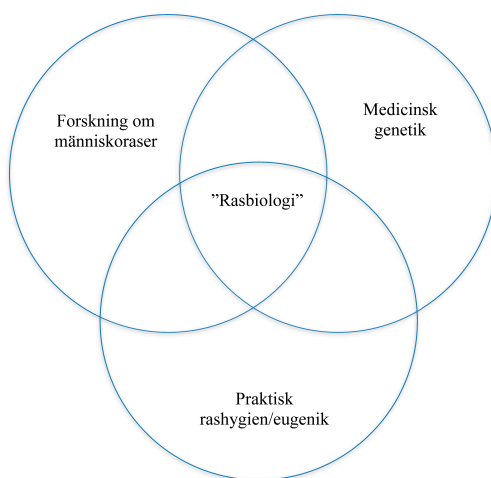 Forskning om
människoraser
Medicinsk
genetik
”Rasbiologi”
Praktisk
rashygien/eugenik